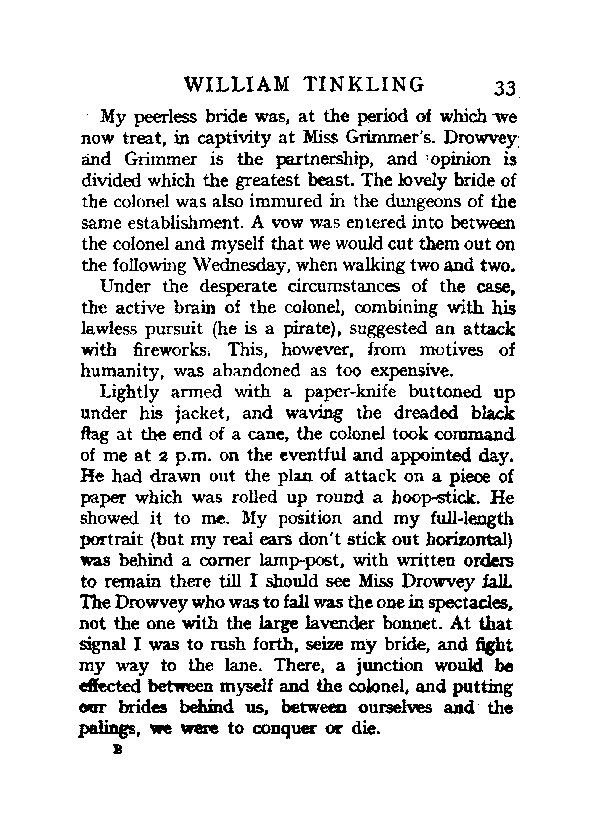 WILLIAM TINKLING 33
My peerless bride was, at the period of which we
now treat, in captivity at Miss Grimmer's. Drowvey
and Grimmer is the partnership, and opinion is
divided which the greatest beast. The lovely bride of
the colonel was also immured in the dungeons of the
same establishment. A vow was entered into between
the colonel and myself that we would cut them out on
the following Wednesday, when walking two and two.
Under the desperate circumstances of the case,
the active brain of the colonel, combining with his
lawless pursuit (he is a pirate), suggested an attack
with fireworks. This, however, from motives of
humanity, was abandoned as too expensive.
Lightly armed with a paper-knife buttoned up
under his jacket, and waving the dreaded black
flag at the end of a cane, the colonel took command
of me at 2 p.m. on the eventful and appointed day.
He had drawn out the plan of attack on a piece of
paper which was rolled up round a hoop-stick. He
showed it to me. My position and my full-length
portrait (but my real ears don't stick out horizontal)
was behind a corner lamp-post, with written orders
to remain there till I should see Miss Drowvey fall.
The Drowvey who was to fall was the one in spectacles,
not the one with the large lavender bonnet. At that
signal I was to rush forth, seize my bride, and fight
my way to the lane. There, a junction would be
effected between myself and the colonel, and putting
our brides behind us, between ourselves and the
palings, we were to conquer or die.
B